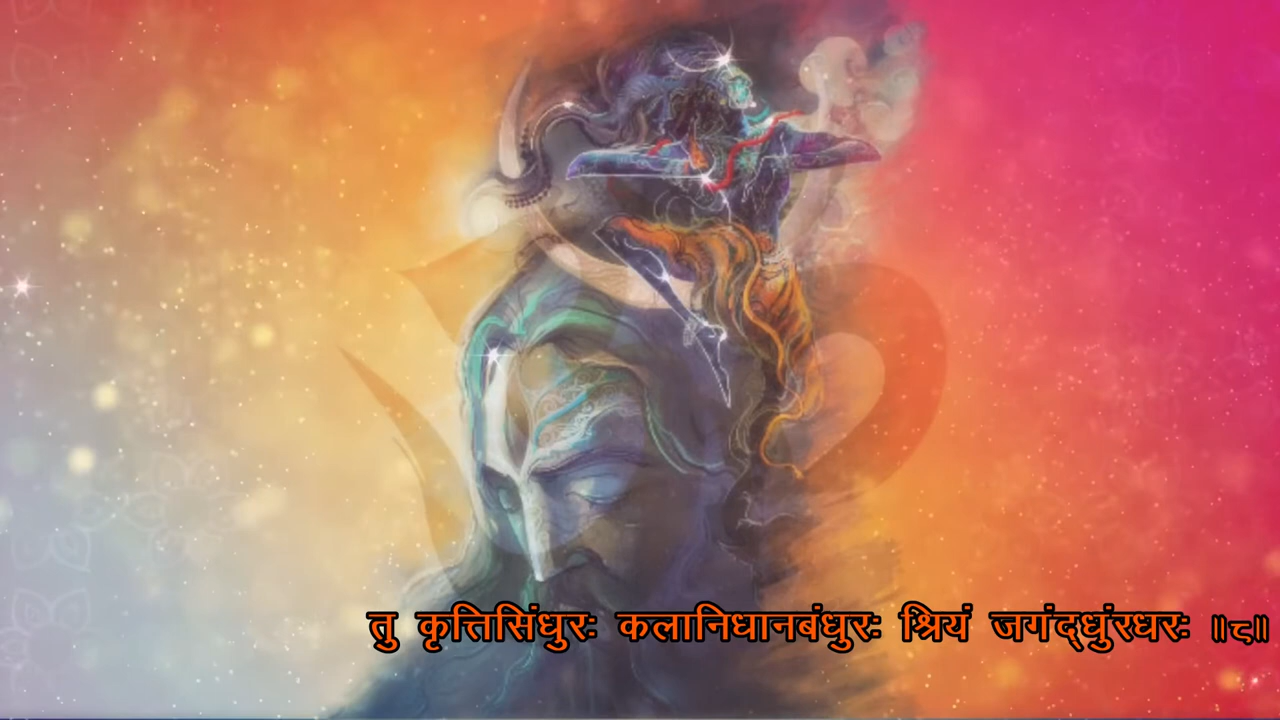 तु कृत्तिसिंधुरः कलानिधानबंधुरः श्रियं जगंद्धुंरधरः ॥८॥